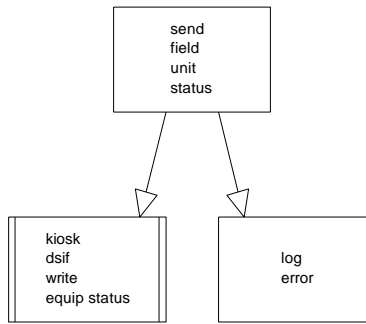 send
field
unit
status
kiosk
dsif
write
equip status
log
error